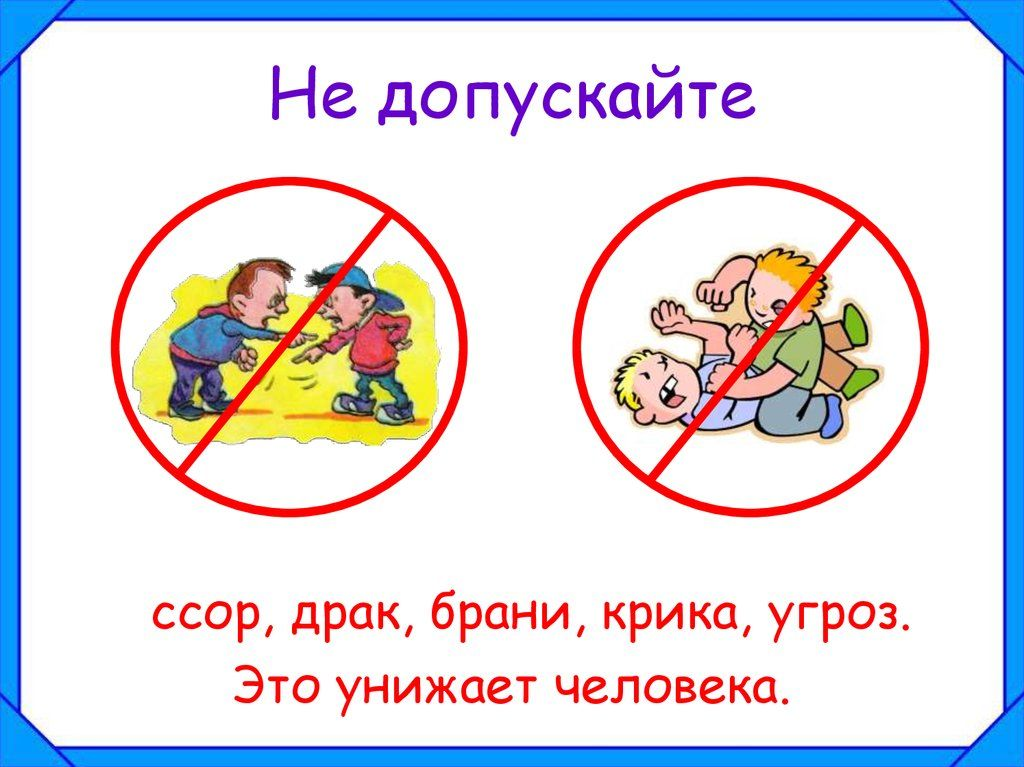 Не допускайте
ссор, драк, брани, крика, угроз.
Это унижает человека.